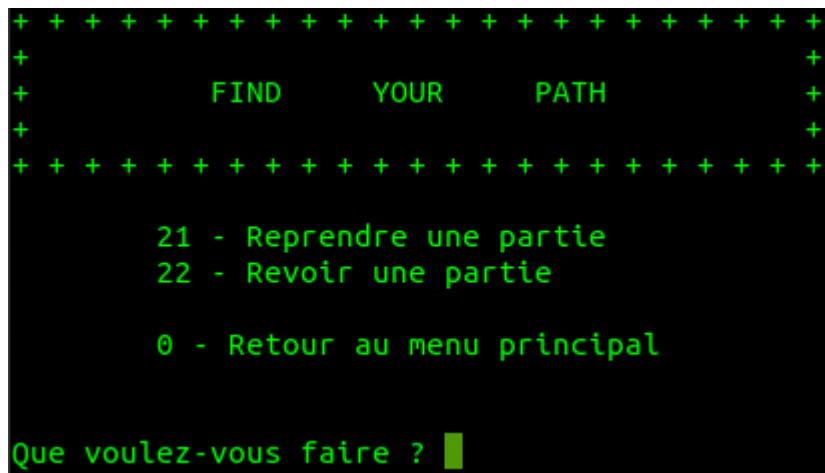 + + + + + + + + + + + + + + + + + + + + + + +
+ +
+ FIND YOUR PATH +
+ +
+ + + + + + + + + + + + + + + + + + + + + + +
21 - Reprendre une partie
22 - Revoir une partie
0 - Retour au menu principal
Que voulez-vous faire ?